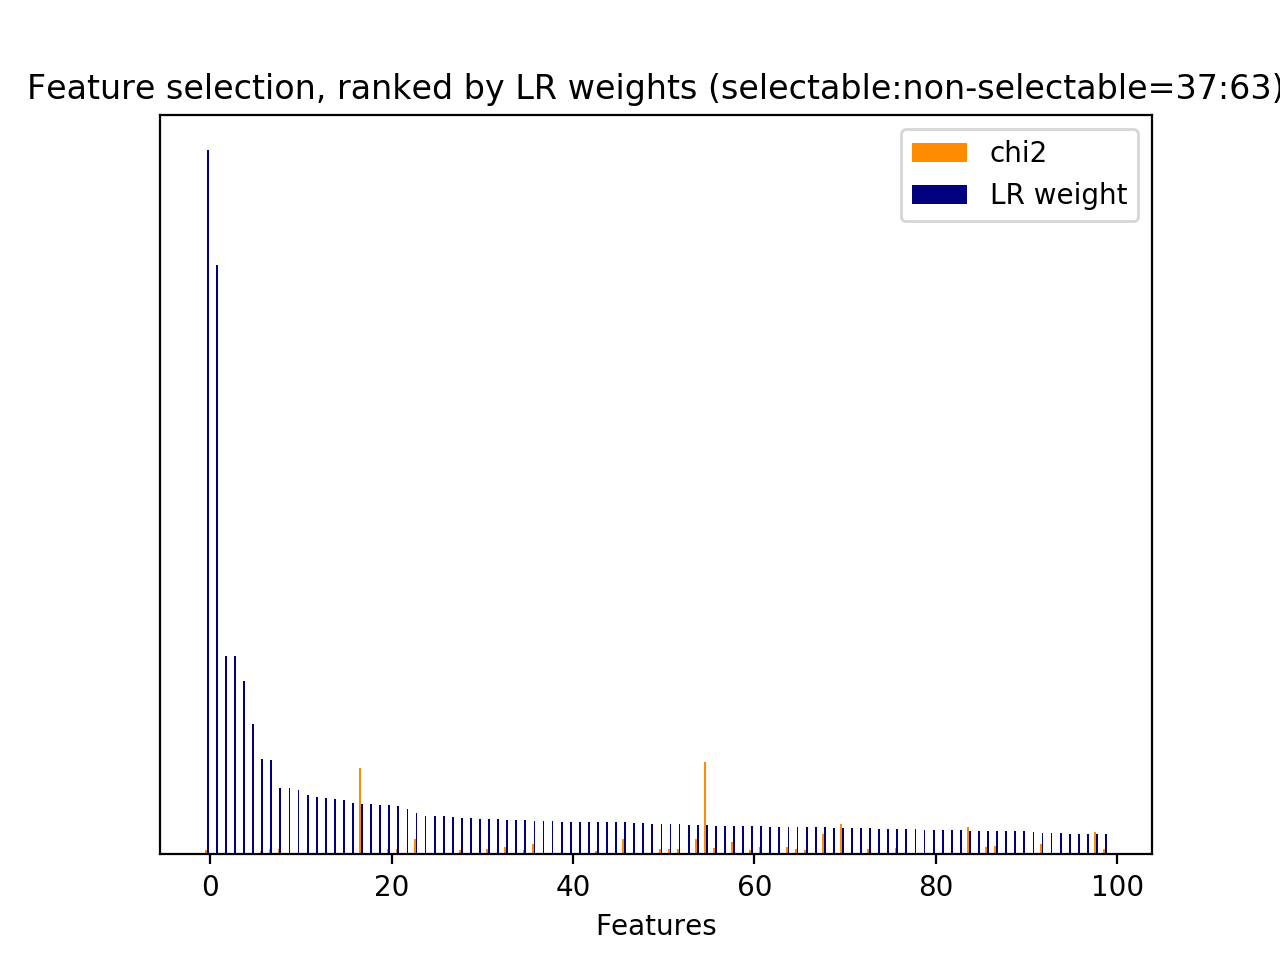 Feature selection, ranked by LR weights (selectable:non-selectable=37:63)
chi2
LR weight
0 20 40 60 80 100
Features